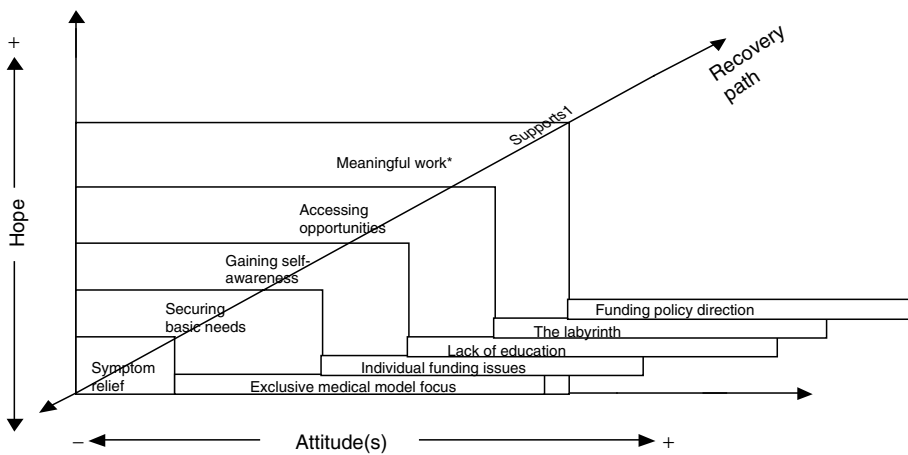 +
Hope
–
Recovery
path
Supports1
Meaningful work*
Accessing
opportunities
Gaining self-
awareness
Securing
basic needs
Symptom
relief
Funding policy direction
The labyrinth
Lack of education
Individual funding issues
Exclusive medical model focus
Attitude(s)
+